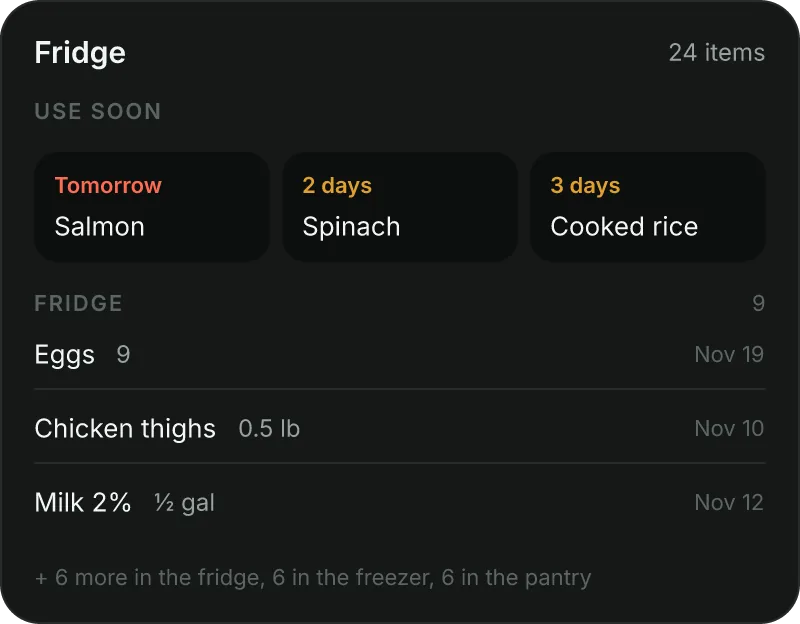 Fridge 24 items
USE SOON
Tomorrow 2 days 3 days
Salmon Spinach Cooked rice
FRIDGE 9
Eggs 9 Nov 19
Chicken thighs 0.5 lb Nov 10
Milk 2% ½ gal Nov 12
+ 6 more in the fridge, 6 in the freezer, 6 in the pantry